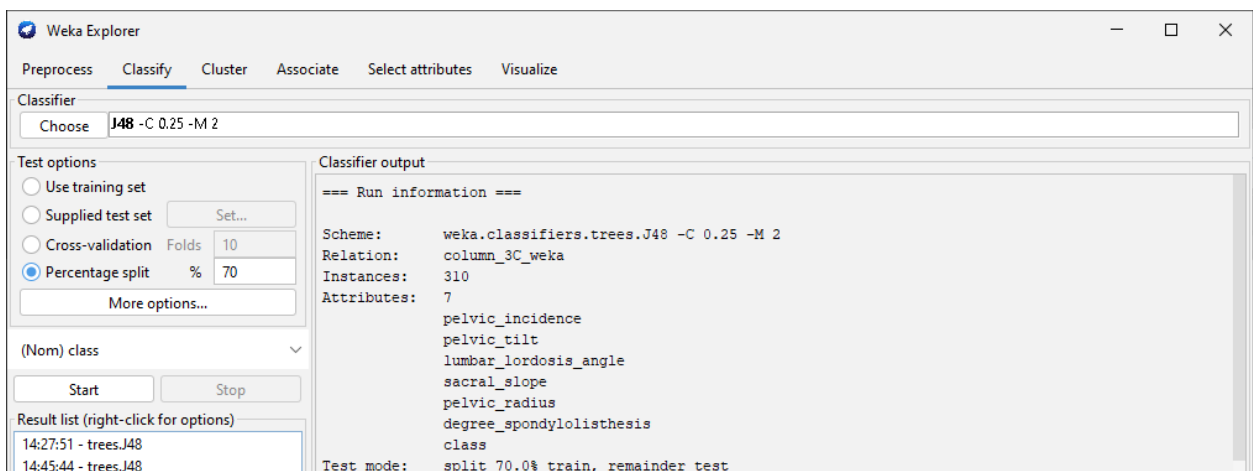 Weka Explorer
Preprocess Classify Cluster Associate Select attributes Visualize
Classifier
Choose J48 -C 0.25 -M 2
Test options
Use training set
Supplied test set Set...
Cross-validation Folds 10
Percentage split % 70
More options...
(Nom) class
Start Stop
Result list (right-click for options)
14:27:51 - trees.J48
14:45:44 - trees.J48
Classifier output
=== Run information ===
Scheme: weka.classifiers.trees.J48 -C 0.25 -M 2
Relation: column_3C_weka
Instances: 310
Attributes: 7
pelvic_incidence
pelvic_tilt
lumbar_lordosis_angle
sacral_slope
pelvic_radius
degree_spondylolisthesis
class
Test mode: split 70.0% train, remainder test